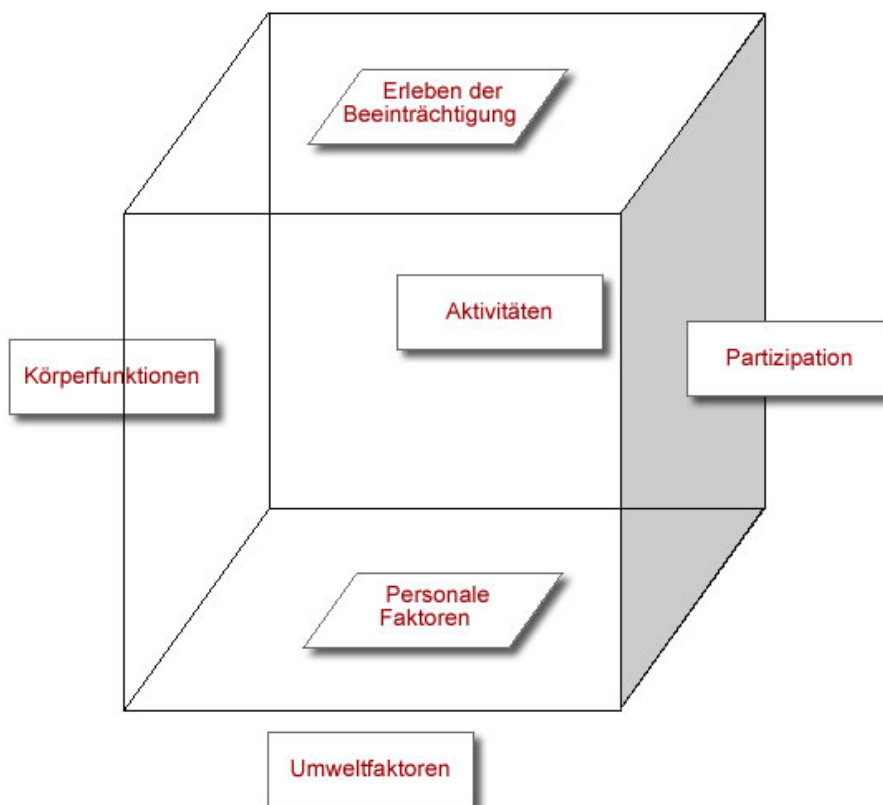 Erleben der
Beeinträchtigung
Aktivitäten
Partizipation
Körperfunktionen
Personale
Faktoren
Umweltfaktoren